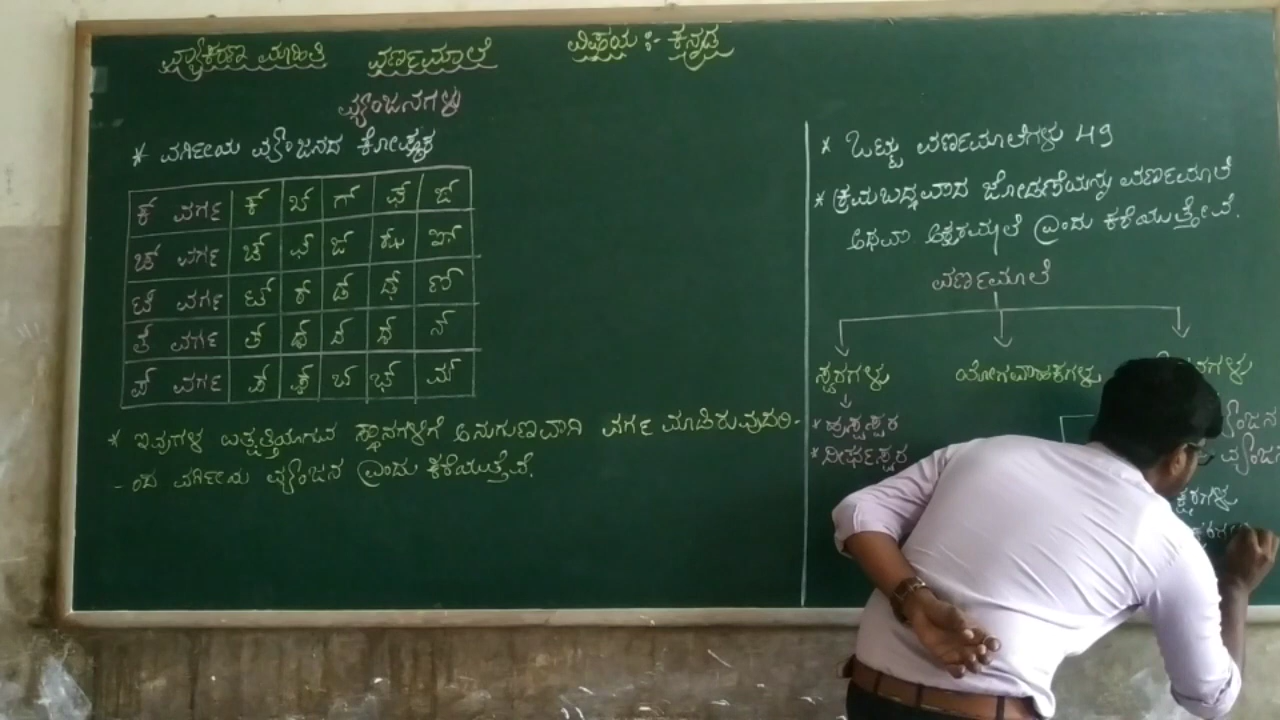 ವ್ಯಾಕರಣ ಮಾಹಿತಿ ವರ್ಣಮಾಲೆ ವಿಷಯ :- ಕನ್ನಡ
ವ್ಯಂಜನಗಳು
* ವರ್ಗೀಯ ವ್ಯಂಜನದ ಕೋಷ್ಟಕ
ಕ್ ವರ್ಗ ಕ್ ಖ್ ಗ್ ಘ್ ಙ್
ಚ್ ವರ್ಗ ಚ್ ಛ್ ಜ್ ಝ್ ಞ್
ಟ್ ವರ್ಗ ಟ್ ಠ್ ಡ್ ಢ್ ಣ್
ತ್ ವರ್ಗ ತ್ ಥ್ ದ್ ಧ್ ನ್
ಪ್ ವರ್ಗ ಪ್ ಫ್ ಬ್ ಭ್ ಮ್
* ಇವುಗಳ ಉತ್ಪತ್ತಿಯಾಗುವ ಸ್ಥಾನಗಳಿಗೆ ಅನುಗುಣವಾಗಿ ವರ್ಗ ಮಾಡಿರುವುದರಿ-
- ಂದ ವರ್ಗೀಯ ವ್ಯಂಜನ ಎಂದು ಕರೆಯುತ್ತೇವೆ.
* ಒಟ್ಟು ವರ್ಣಮಾಲೆಗಳು 49
* ಕ್ರಮಬದ್ಧವಾದ ಜೋಡಣೆಯನ್ನು ವರ್ಣಮಾಲೆ
ಅಥವಾ ಅಕ್ಷರಮಾಲೆ ಎಂದು ಕರೆಯುತ್ತೇವೆ.
ವರ್ಣಮಾಲೆ
ಸ್ವರಗಳು ಯೋಗವಾಹಕಗಳು
* ಹ್ರಸ್ವಸ್ವರ
* ದೀರ್ಘಸ್ವರ